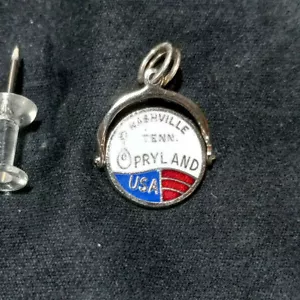 NASHVILLE
TENN.
OPRYLAND
USA